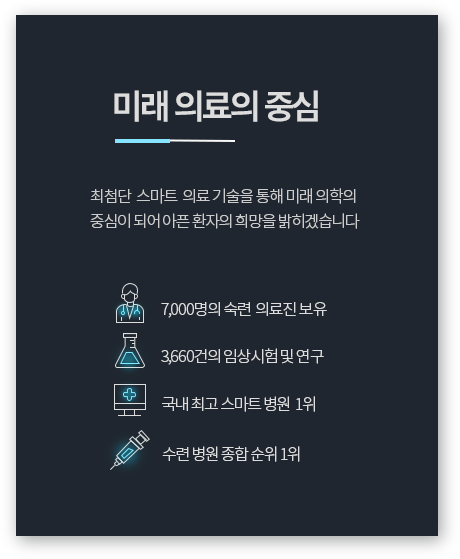 미래 의료의 중심
최첨단 스마트 의료 기술을 통해 미래 의학의
중심이 되어 아픈 환자의 희망을 밝히겠습니다
7,000명의 숙련 의료진 보유
3,660건의 임상시험 및 연구
국내 최고 스마트 병원 1위
수련 병원 종합 순위 1위